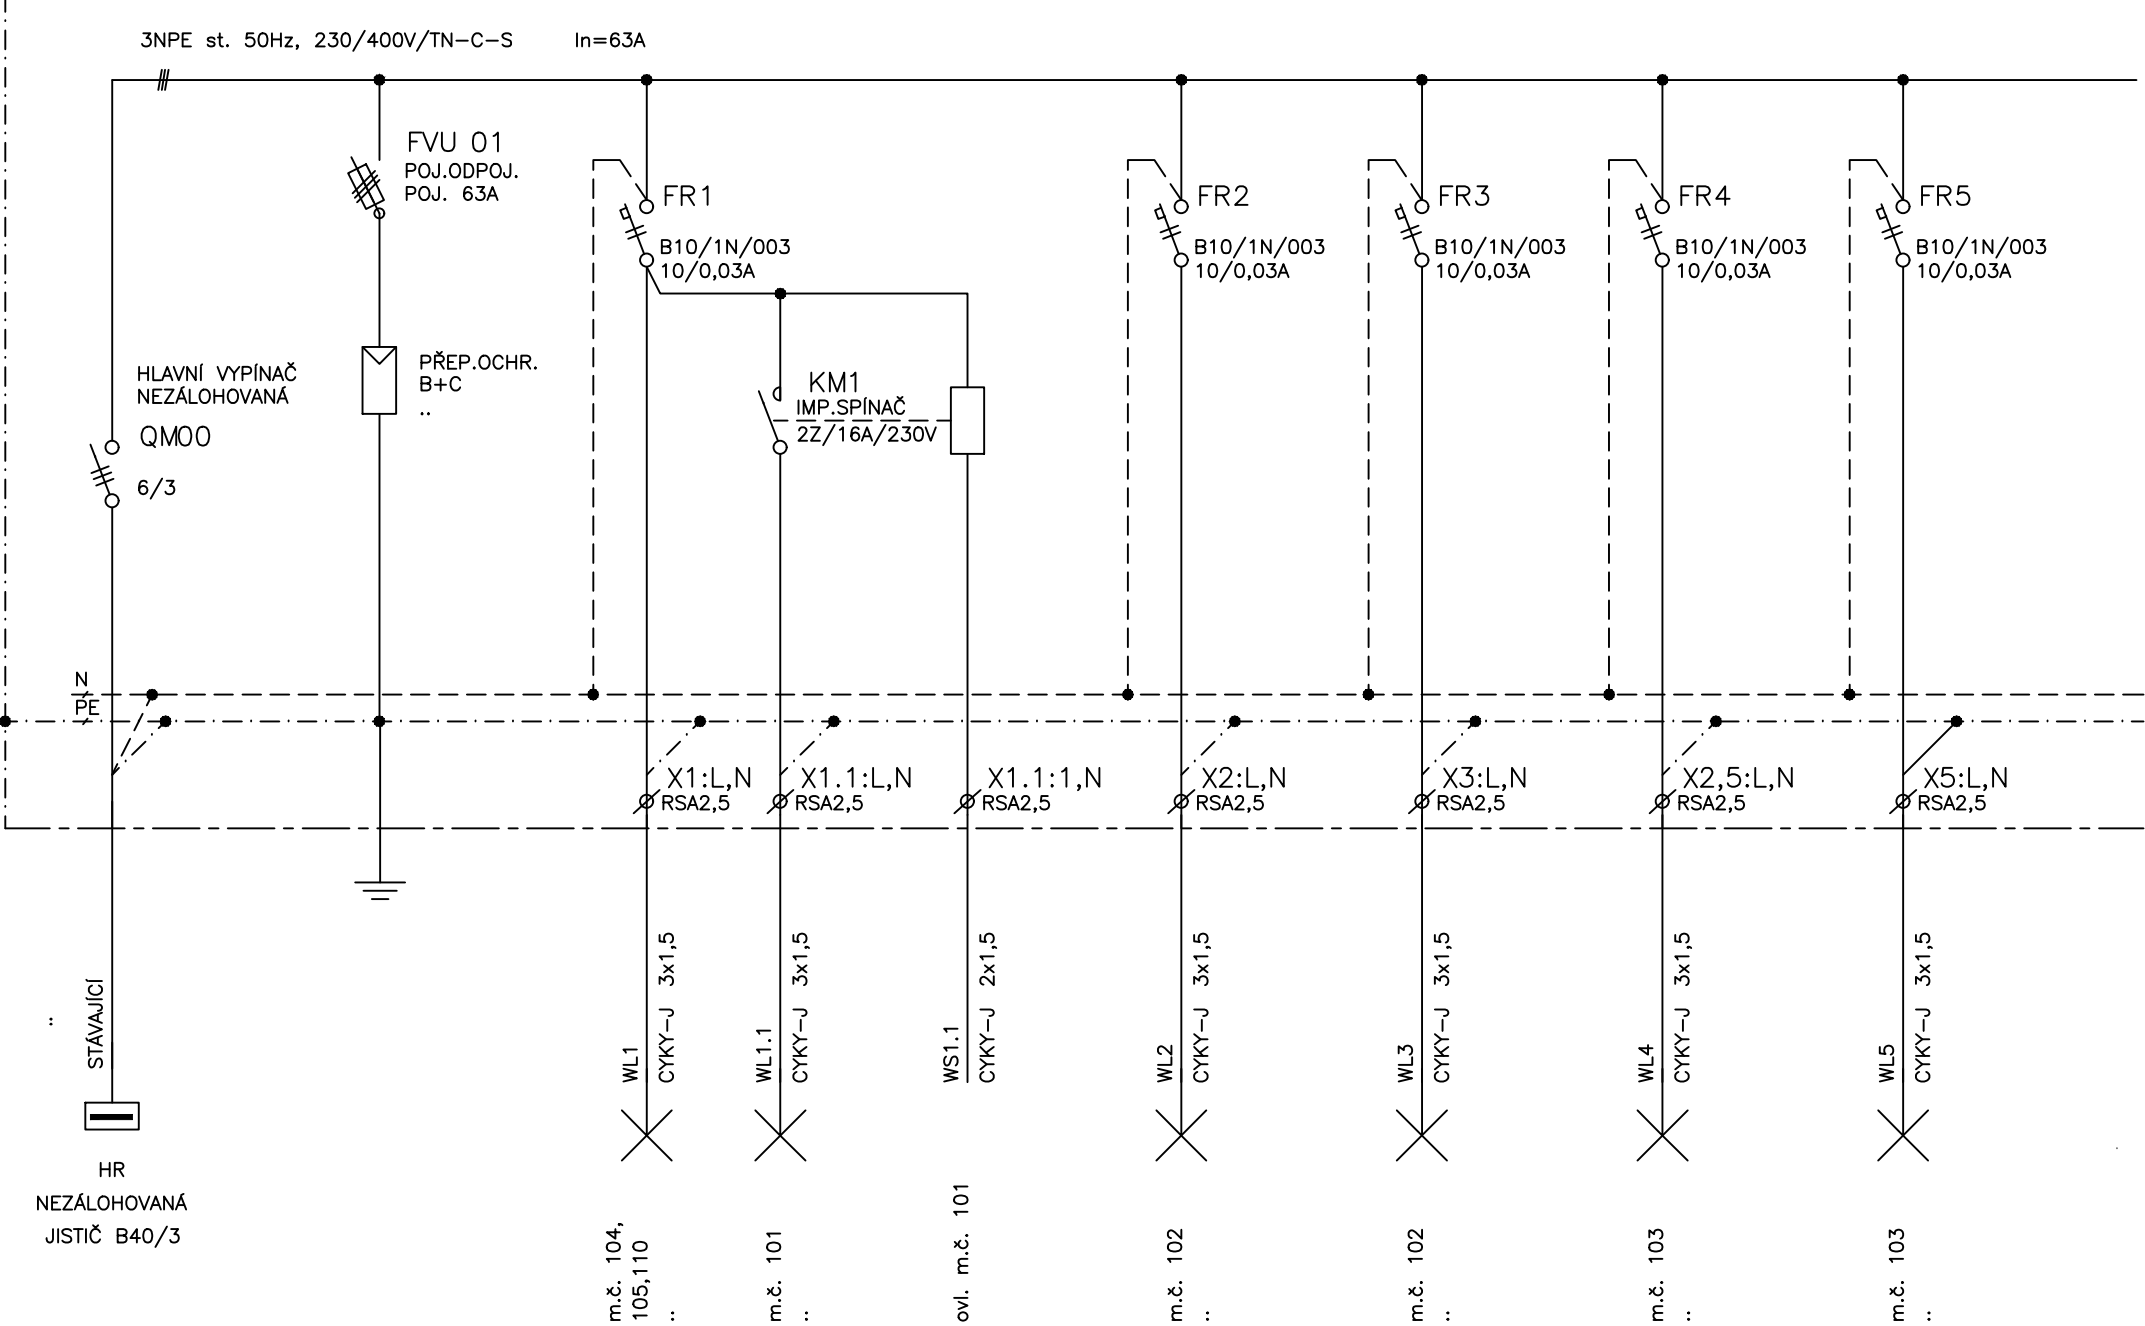 3NPE st. 50Hz, 230/400V/TN-C-S In=63A
FVU 01
POJ.ODPOJ.
POJ. 63A
FR1
B10/1N/003
10/0,03A
FR2
B10/1N/003
10/0,03A
FR3
B10/1N/003
10/0,03A
FR4
B10/1N/003
10/0,03A
FR5
B10/1N/003
10/0,03A
HLAVNÍ VYPÍNAČ
NEZÁLOHOVANÁ
QM00
6/3
PŘEP.OCHR.
B+C
..
KM1
IMP.SPÍNAČ
2Z/16A/230V
N
PE
X1:L,N
RSA2,5
X1.1:L,N
RSA2,5
X1.1:1,N
RSA2,5
X2:L,N
RSA2,5
X3:L,N
RSA2,5
X2,5:L,N
RSA2,5
X5:L,N
RSA2,5
..
STÁVAJÍCÍ
WL1
CYKY-J 3x1,5
WL1.1
CYKY-J 3x1,5
WS1.1
CYKY-J 2x1,5
WL2
CYKY-J 3x1,5
WL3
CYKY-J 3x1,5
WL4
CYKY-J 3x1,5
WL5
CYKY-J 3x1,5
HR
NEZÁLOHOVANÁ
JISTIČ B40/3
m.č. 104,
105,110
..
m.č. 101
..
ovl. m.č. 101
m.č. 102
..
m.č. 102
..
m.č. 103
..
m.č. 103
..